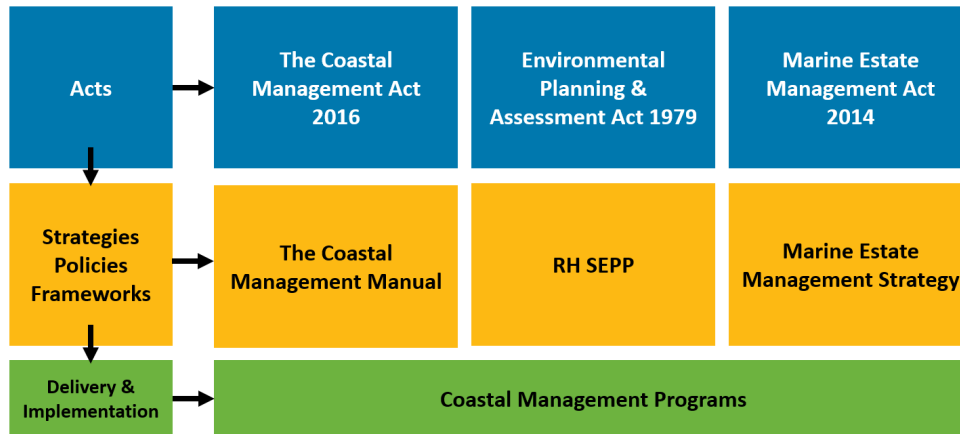 Acts
The Coastal
Management Act
2016
Environmental
Planning &
Assessment Act 1979
Marine Estate
Management Act
2014
Strategies
Policies
Frameworks
The Coastal
Management Manual
RH SEPP
Marine Estate
Management Strategy
Delivery &
Implementation
Coastal Management Programs